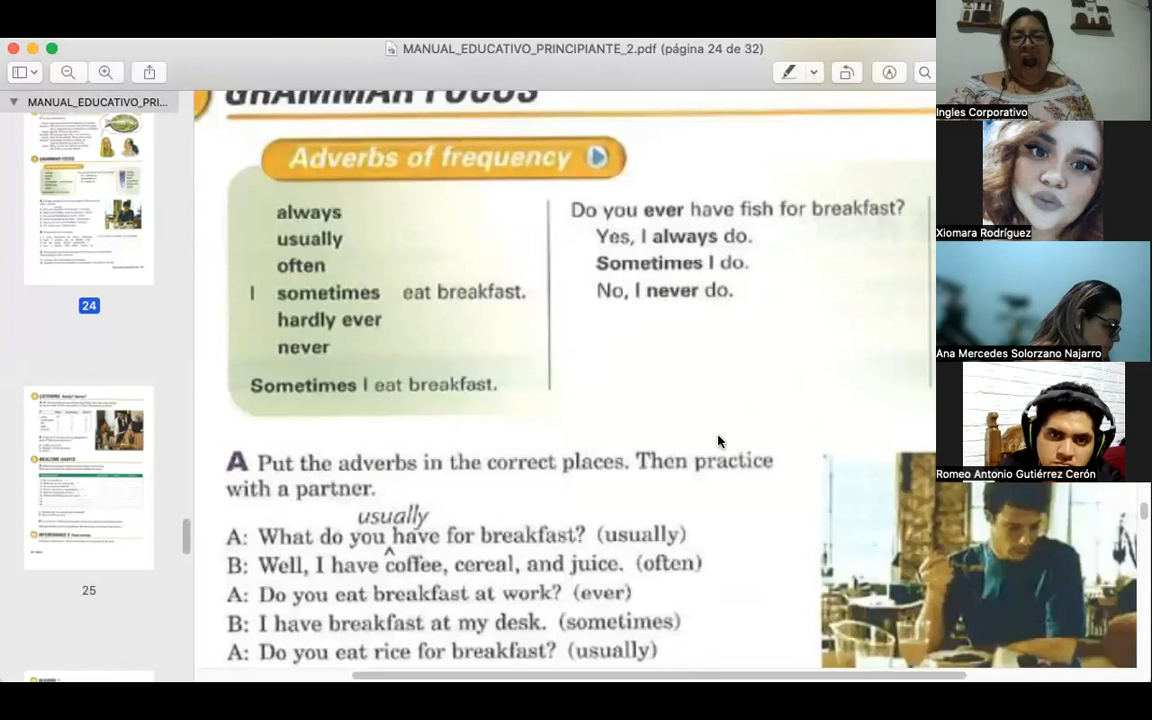 MANUAL_EDUCATIVO_PRINCIPIANTE_2.pdf (página 24 de 32)
MANUAL_EDUCATIVO_PRI...
24
25
GRAMMAR FOCUS
Adverbs of frequency
always
usually
often
I sometimes eat breakfast.
hardly ever
never
Sometimes I eat breakfast.
Do you ever have fish for breakfast?
Yes, I always do.
Sometimes I do.
No, I never do.
A Put the adverbs in the correct places. Then practice
with a partner.
usually
A: What do you ^ have for breakfast? (usually)
B: Well, I have coffee, cereal, and juice. (often)
A: Do you eat breakfast at work? (ever)
B: I have breakfast at my desk. (sometimes)
A: Do you eat rice for breakfast? (usually)
Ingles Corporativo
Xiomara Rodríguez
Ana Mercedes Solorzano Najarro
Romeo Antonio Gutiérrez Cerón